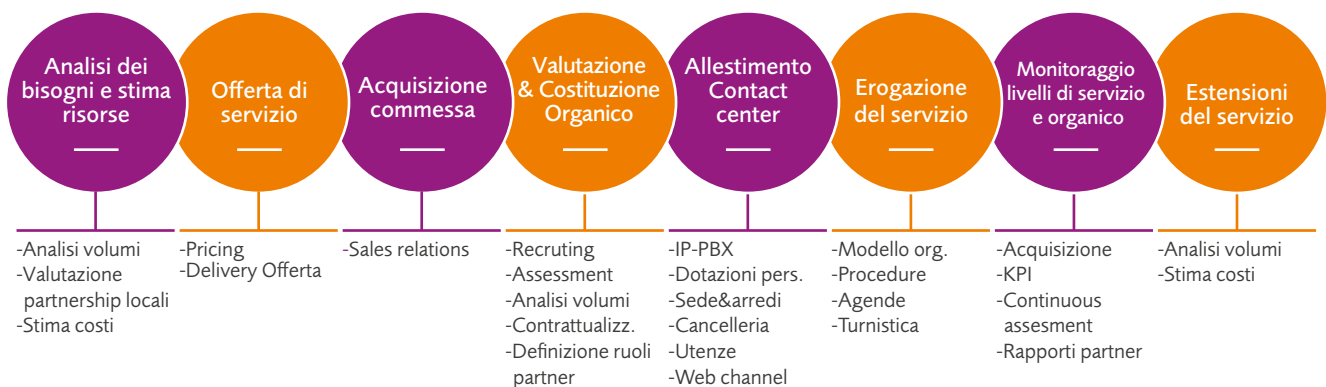 Analisi dei
bisogni e stima
risorse
Offerta di
servizio
Acquisizione
commessa
Valutazione
& Costituzione
Organico
Allestimento
Contact
center
Erogazione
del servizio
Monitoraggio
livelli di servizio
e organico
Estensioni
del servizio
-Analisi volumi
-Valutazione
partnership locali
-Stima costi
-Pricing
-Delivery Offerta
-Sales relations
-Recruting
-Assessment
-Analisi volumi
-Contrattualizz.
-Definizione ruoli
partner
-IP-PBX
-Dotazioni pers.
-Sede&arredi
-Cancelleria
-Utenze
-Web channel
-Modello org.
-Procedure
-Agende
-Turnistica
-Acquisizione
-KPI
-Continuous
assesment
-Rapporti partner
-Analisi volumi
-Stima costi